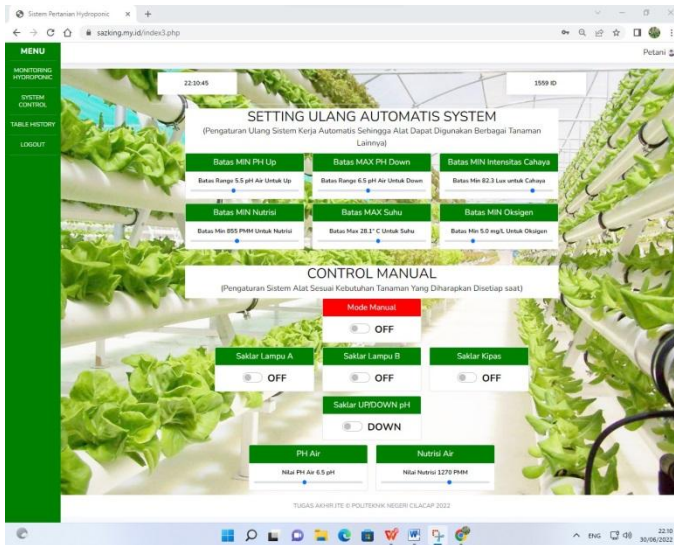 Sistem Pertanian Hydroponic
sazking.my.id/index3.php
MENU
Petani
MONITORING
HYDROPONIC
SYSTEM
CONTROL
TABLE HISTORY
LOGOUT
22:10:45
1559 ID
SETTING ULANG AUTOMATIS SYSTEM
(Pengaturan Ulang Sistem Kerja Automatis Sehingga Alat Dapat Digunakan Berbagai Tanaman
Lainnya)
Batas MIN PH Up
Batas MAX PH Down
Batas MIN Intensitas Cahaya
Batas Range 5.5 pH Air Untuk Up
Batas Range 6.5 pH Air Untuk Down
Batas Min 82.3 Lux untuk Cahaya
Batas MIN Nutrisi
Batas MAX Suhu
Batas MIN Oksigen
Batas Min 855 PMM Untuk Nutrisi
Batas Max 28.1° C Untuk Suhu
Batas Min 5.0 mg/L Untuk Oksigen
CONTROL MANUAL
(Pengaturan Sistem Alat Sesuai Kebutuhan Tanaman Yang Diharapkan Disetiap saat)
Mode Manual
OFF
Saklar Lampu A
Saklar Lampu B
Saklar Kipas
OFF
OFF
OFF
Saklar UP/DOWN pH
DOWN
PH Air
Nutrisi Air
Nilai PH Air 6.5 pH
Nilai Nutrisi 1270 PMM
TUGAS AKHIR JTE © POLITEKNIK NEGERI CILACAP 2022
ENG
22:10
30/06/2022